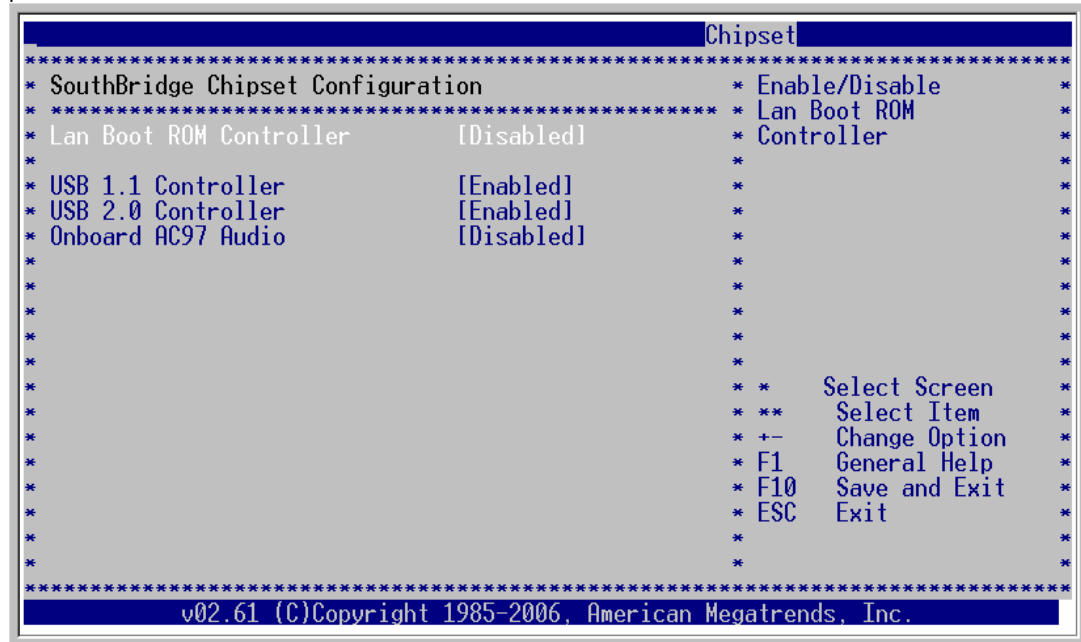 Chipset
*******************************************************************************
* SouthBridge Chipset Configuration * Enable/Disable *
* *************************************************** * Lan Boot ROM *
* Lan Boot ROM Controller [Disabled] * Controller *
* * *
* USB 1.1 Controller [Enabled] * *
* USB 2.0 Controller [Enabled] * *
* Onboard AC97 Audio [Disabled] * *
* * *
* * *
* * *
* * *
* * *
* * * Select Screen *
* * ** Select Item *
* * +- Change Option *
* * F1 General Help *
* * F10 Save and Exit *
* * ESC Exit *
* * *
* * *
*******************************************************************************
v02.61 (C)Copyright 1985-2006, American Megatrends, Inc.